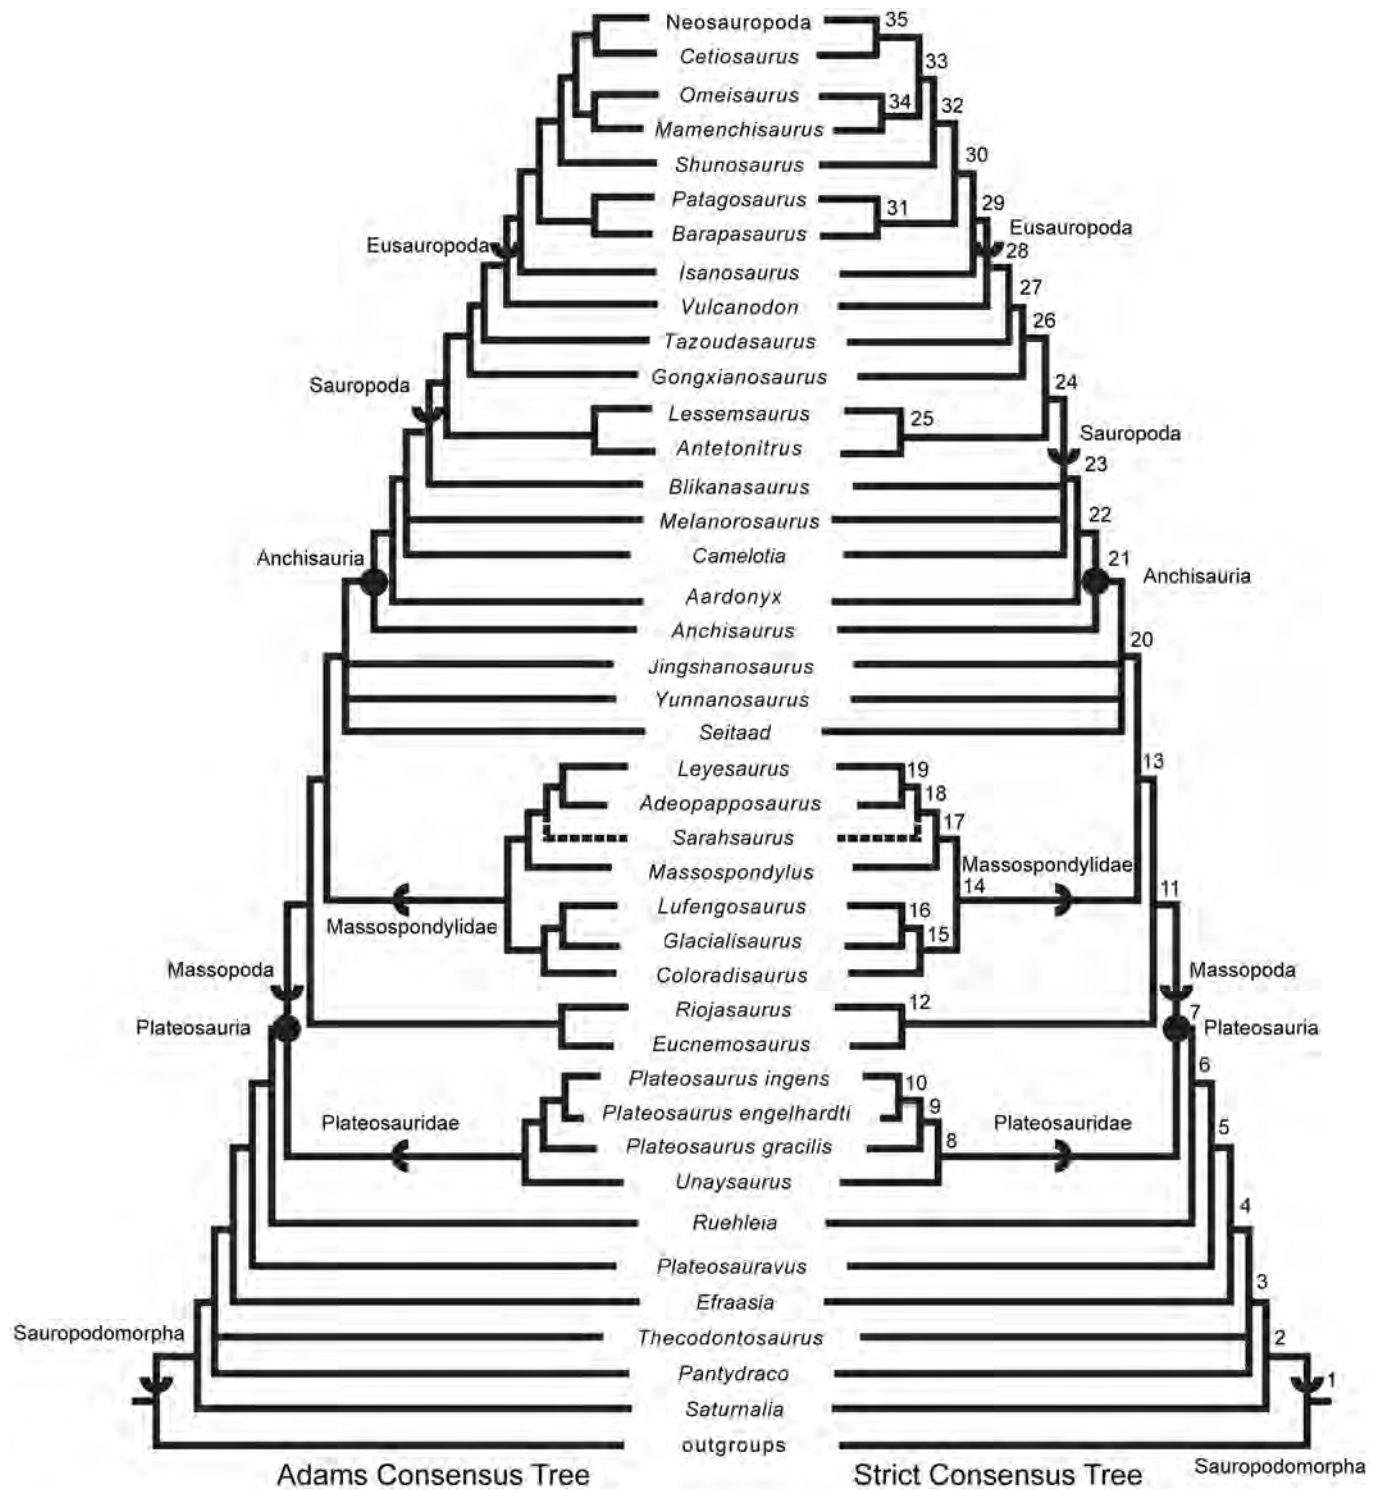 Neosauropoda 35
Cetiosaurus
33
Omeisaurus 34 32
Mamenchisaurus
Shunosaurus 30
Patagosaurus 31 29
Eusauropoda Barapasaurus Eusauropoda
28
Isanosaurus
27
Vulcanodon
26
Tazoudasaurus
Gongxianosaurus 24
Sauropoda
Lessemsaurus 25
Sauropoda
Antetonitrus
23
Blikanasaurus
Melanorosaurus 22
Anchisauria Camelotia 21 Anchisauria
Aardonyx
Anchisaurus
20
Jingshanosaurus
Yunnanosaurus
Seitaad
Leyesaurus 19 13
18
Adeopapposaurus
17
Sarahsaurus
Massospondylus Massospondylidae
14 11
Lufengosaurus 16
Massospondylidae
15
Glacialisaurus
Massopoda Coloradisaurus Massopoda
Riojasaurus 12
7
Plateosauria Plateosauria
Eucnemosaurus
6
Plateosaurus ingens 10
9
Plateosaurus engelhardti
Plateosauridae Plateosauridae
5
Plateosaurus gracilis 8
Unaysaurus
4
Ruehleia
Plateosauravus
3
Efraasia
Sauropodomorpha
Thecodontosaurus 2
Pantydraco
1
Saturnalia
outgroups
Sauropodomorpha
Adams Consensus Tree Strict Consensus Tree